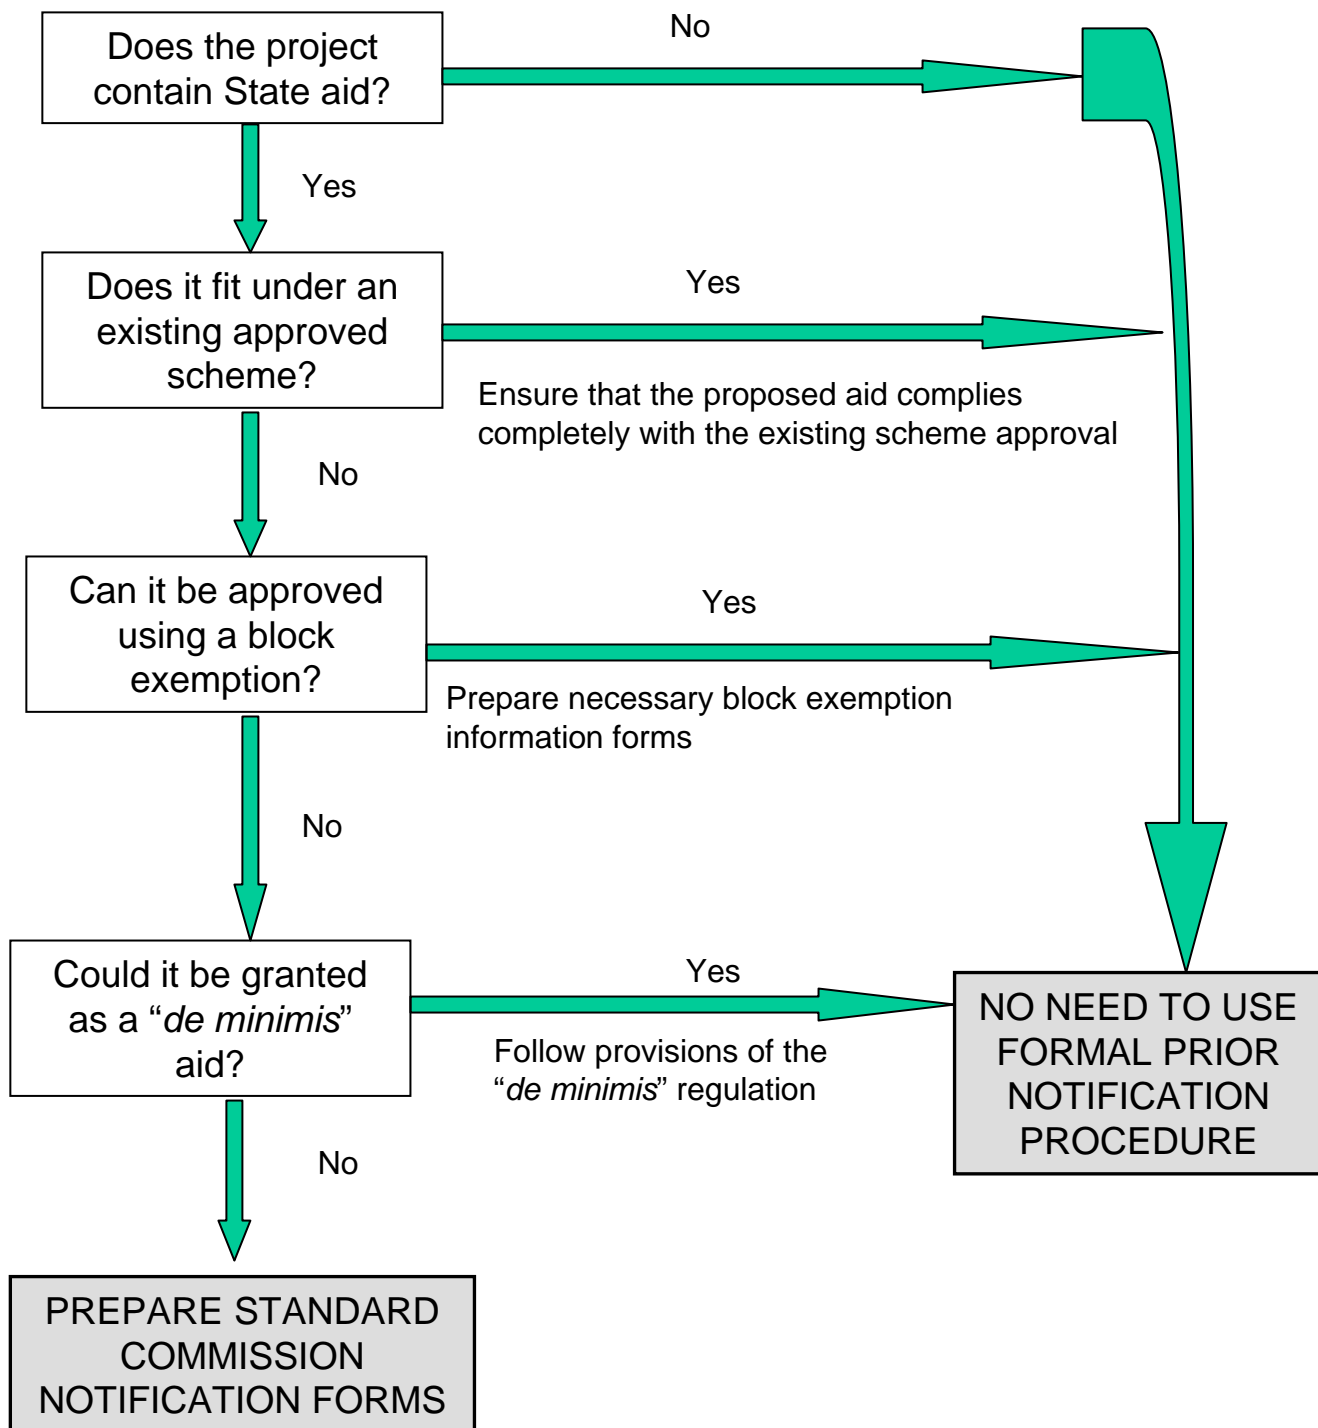 Does the project
contain State aid?
No
Yes
Does it fit under an
existing approved
scheme?
Yes
Ensure that the proposed aid complies
completely with the existing scheme approval
No
Can it be approved
using a block
exemption?
Yes
Prepare necessary block exemption
information forms
No
Could it be granted
as a “de minimis”
aid?
Yes
Follow provisions of the
“de minimis” regulation
NO NEED TO USE
FORMAL PRIOR
NOTIFICATION
PROCEDURE
No
PREPARE STANDARD
COMMISSION
NOTIFICATION FORMS